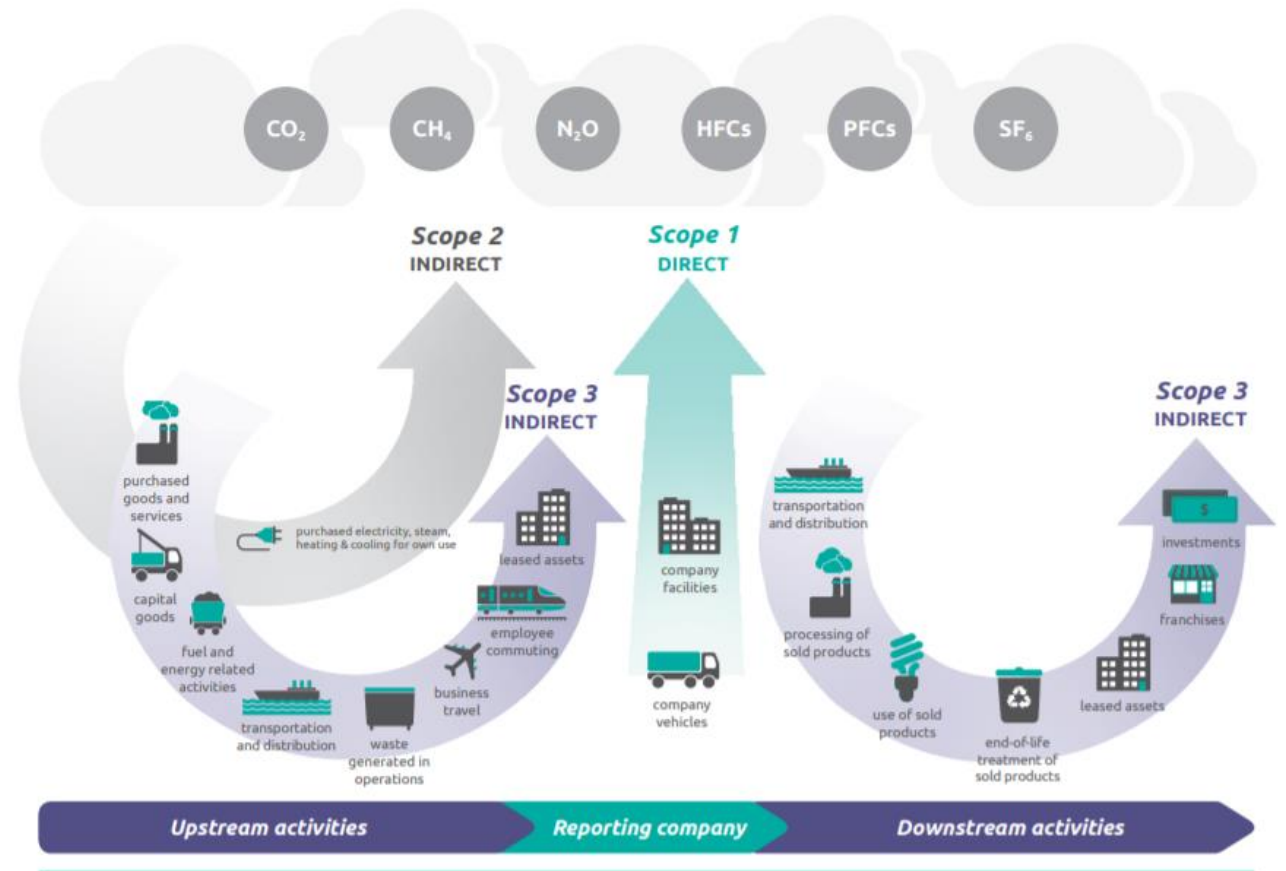 CO₂
CH₄
N₂O
HFCs
PFCs
SF₆
Scope 2
INDIRECT
Scope 1
DIRECT
Scope 3
INDIRECT
Scope 3
INDIRECT
purchased
goods and
services
capital
goods
fuel and
energy related
activities
transportation
and distribution
waste
generated in
operations
business
travel
employee
commuting
leased assets
purchased electricity, steam,
heating & cooling for own use
company
facilities
company
vehicles
transportation
and distribution
processing of
sold products
use of sold
products
end-of-life
treatment of
sold products
leased assets
franchises
$
investments
Upstream activities
Reporting company
Downstream activities